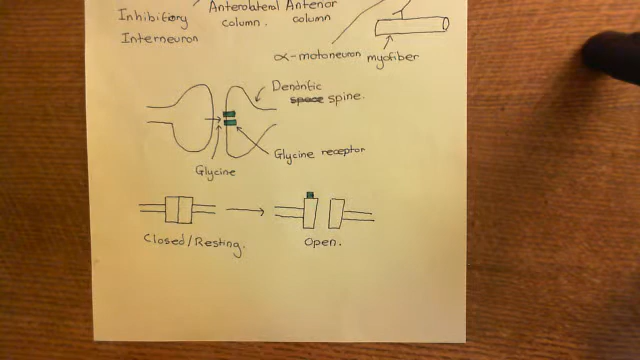 Inhibitory
Interneuron
Anterolateral
column.
Anterior
column
α-motoneuron
myofiber
Dendritic
space spine.
Glycine receptor
Glycine
Closed/Resting.
Open.